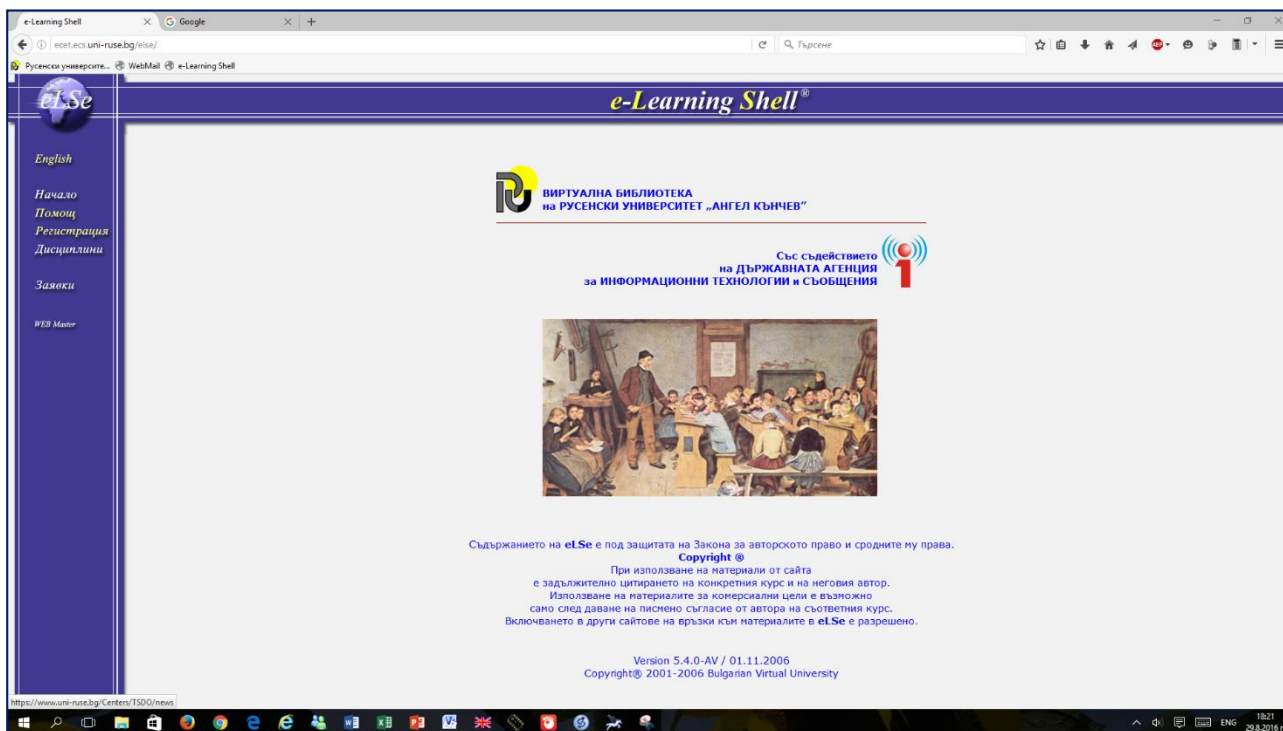 e-Learning Shell
Google
ecet.ecs.uni-ruse.bg/else/
Търсене
ABP
Русенски университе... WebMail e-Learning Shell
eLSe
e-Learning Shell ®
English
Начало
Помощ
Регистрация
Дисциплини
Заявки
WEB Master
ВИРТУАЛНА БИБЛИОТЕКА
на РУСЕНСКИ УНИВЕРСИТЕТ „АНГЕЛ КЪНЧЕВ”
Със съдействието
на ДЪРЖАВНАТА АГЕНЦИЯ
за ИНФОРМАЦИОННИ ТЕХНОЛОГИИ и СЪОБЩЕНИЯ
Съдържанието на eLSe е под защитата на Закона за авторското право и сродните му права.
Copyright ®
При използване на материали от сайта
е задължително цитирането на конкретния курс и на неговия автор.
Използване на материалите за комерсиални цели е възможно
само след даване на писмено съгласие от автора на съответния курс.
Включването в други сайтове на връзки към материалите в eLSe е разрешено.
Version 5.4.0-AV / 01.11.2006
Copyright® 2001-2006 Bulgarian Virtual University
https://www.uni-ruse.bg/Centers/TSDO/news
ENG
18:21
29.8.2016 г.